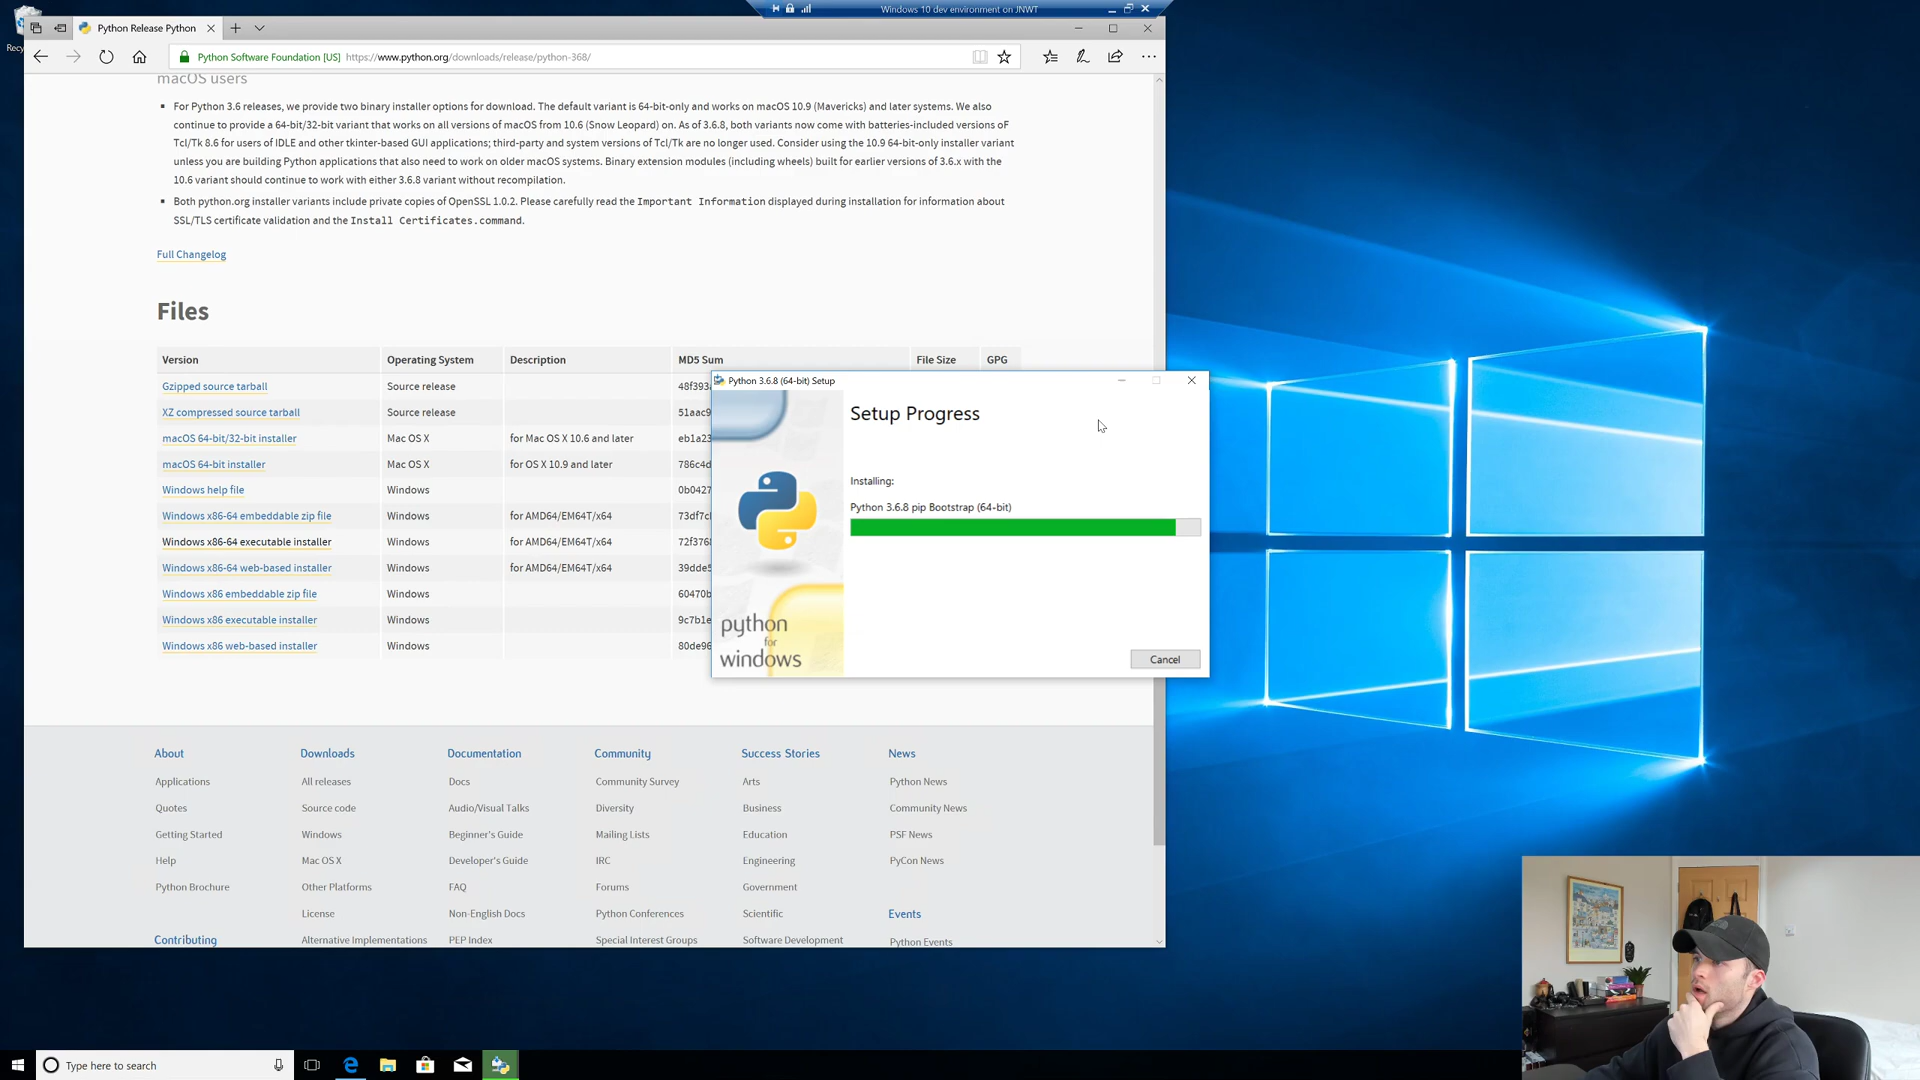 Windows 10 dev environment on JNWT
Python Release Python
Python Software Foundation [US] https://www.python.org/downloads/release/python-368/
macOS users
For Python 3.6 releases, we provide two binary installer options for download. The default variant is 64-bit-only and works on macOS 10.9 (Mavericks) and later systems. We also
continue to provide a 64-bit/32-bit variant that works on all versions of macOS from 10.6 (Snow Leopard) on. As of 3.6.8, both variants now come with batteries-included versions oF
Tcl/Tk 8.6 for users of IDLE and other tkinter-based GUI applications; third-party and system versions of Tcl/Tk are no longer used. Consider using the 10.9 64-bit-only installer variant
unless you are building Python applications that also need to work on older macOS systems. Binary extension modules (including wheels) built for earlier versions of 3.6.x with the
10.6 variant should continue to work with either 3.6.8 variant without recompilation.
Both python.org installer variants include private copies of OpenSSL 1.0.2. Please carefully read the Important Information displayed during installation for information about
SSL/TLS certificate validation and the Install Certificates.command.
Full Changelog
Files
Version Operating System Description MD5 Sum File Size GPG
Gzipped source tarball Source release 48f393
XZ compressed source tarball Source release 51aac9
macOS 64-bit/32-bit installer Mac OS X for Mac OS X 10.6 and later eb1a23
macOS 64-bit installer Mac OS X for OS X 10.9 and later 786c4d
Windows help file Windows 0b0427
Windows x86-64 embeddable zip file Windows for AMD64/EM64T/x64 73df7c
Windows x86-64 executable installer Windows for AMD64/EM64T/x64 72f376
Windows x86-64 web-based installer Windows for AMD64/EM64T/x64 39dde5
Windows x86 embeddable zip file Windows 60470b
Windows x86 executable installer Windows 9c7b1e
Windows x86 web-based installer Windows 80de96
Python 3.6.8 (64-bit) Setup
Setup Progress
Installing:
Python 3.6.8 pip Bootstrap (64-bit)
python
for
windows
Cancel
About Downloads Documentation Community Success Stories News
Applications All releases Docs Community Survey Arts Python News
Quotes Source code Audio/Visual Talks Diversity Business Community News
Getting Started Windows Beginner's Guide Mailing Lists Education PSF News
Help Mac OS X Developer's Guide IRC Engineering PyCon News
Python Brochure Other Platforms FAQ Forums Government
License Non-English Docs Python Conferences Scientific Events
Contributing Alternative Implementations PEP Index Special Interest Groups Software Development Python Events
Type here to search